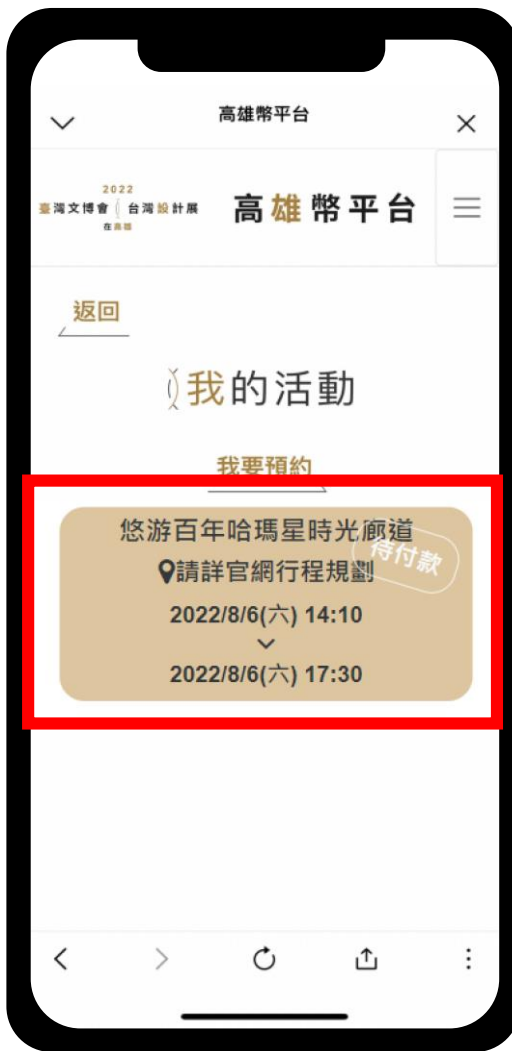 高雄幣平台
2022
臺灣文博會 台灣設計展
在高雄
高雄幣平台
返回
我的活動
我要預約
悠游百年哈瑪星時光廊道
待付款
請詳官網行程規劃
2022/8/6(六) 14:10
2022/8/6(六) 17:30